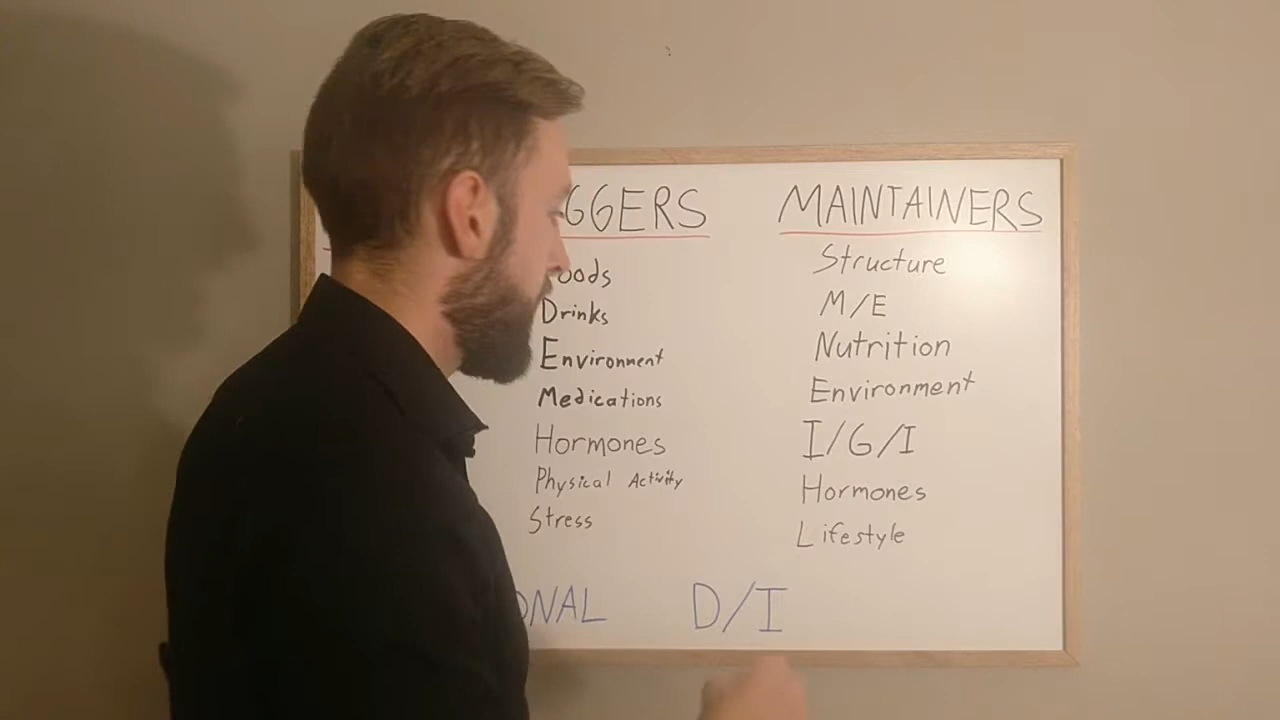 GGERS
oods
Drinks
Environment
Medications
Hormones
Physical Activity
Stress
MAINTAINERS
Structure
M/E
Nutrition
Environment
I/G/I
Hormones
Lifestyle
ONAL D/I